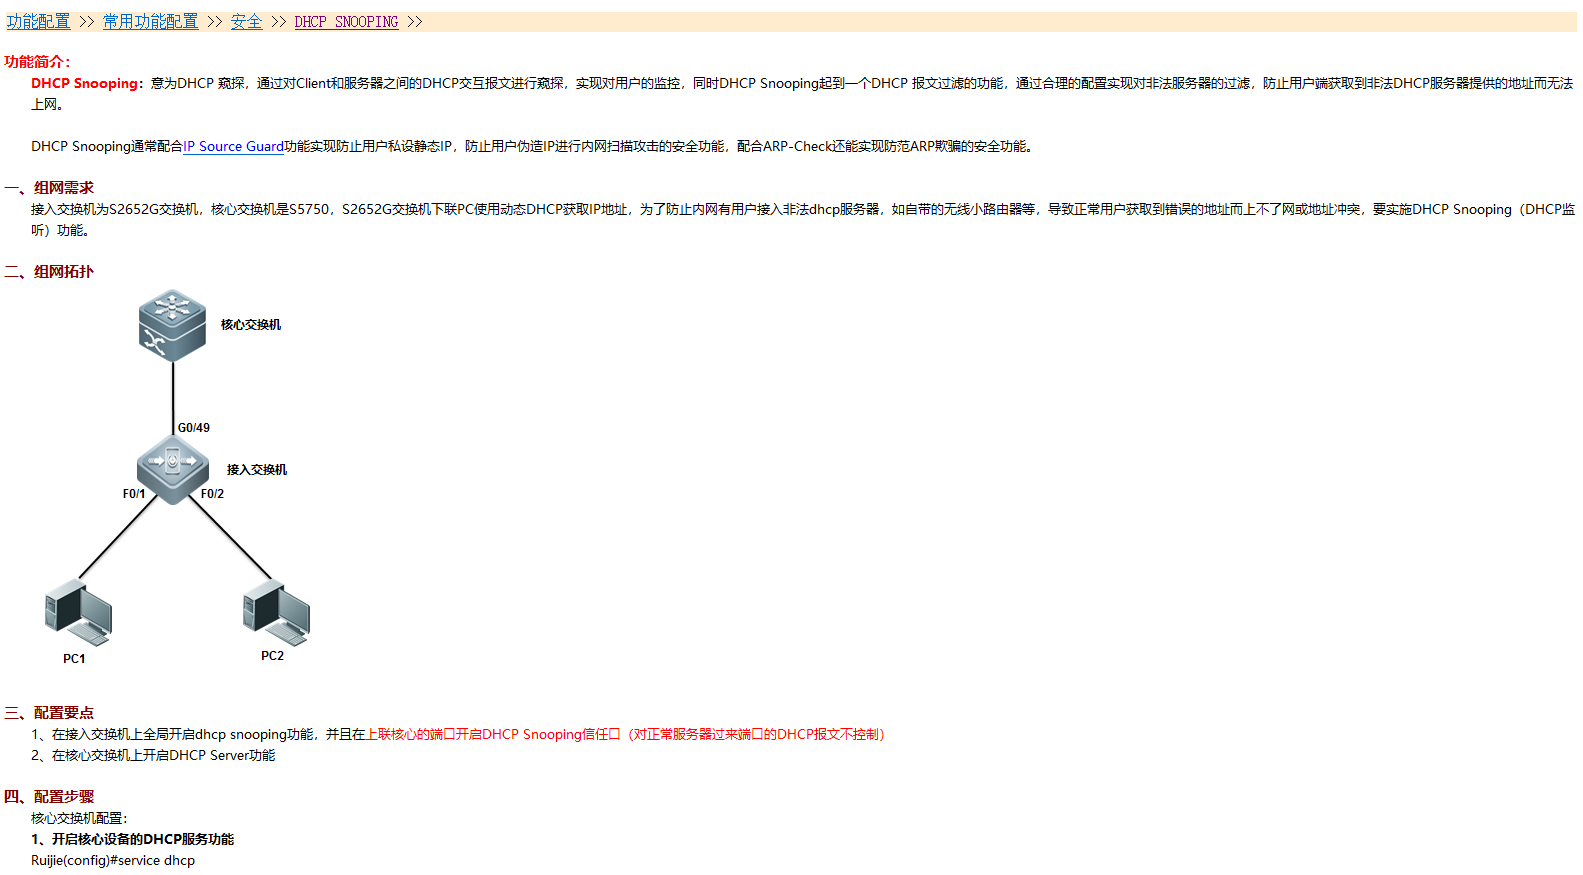 功能配置 >> 常用功能配置 >> 安全 >> DHCP SNOOPING >>
功能简介：
DHCP Snooping：意为DHCP 窥探，通过对Client和服务器之间的DHCP交互报文进行窥探，实现对用户的监控，同时DHCP Snooping起到一个DHCP 报文过滤的功能，通过合理的配置实现对非法服务器的过滤，防止用户端获取到非法DHCP服务器提供的地址而无法
上网。
DHCP Snooping通常配合IP Source Guard功能实现防止用户私设静态IP，防止用户伪造IP进行内网扫描攻击的安全功能，配合ARP-Check还能实现防范ARP欺骗的安全功能。
一、组网需求
接入交换机为S2652G交换机，核心交换机是S5750，S2652G交换机下联PC使用动态DHCP获取IP地址，为了防止内网有用户接入非法dhcp服务器，如自带的无线小路由器等，导致正常用户获取到错误的地址而上不了网或地址冲突，要实施DHCP Snooping（DHCP监
听）功能。
二、组网拓扑
核心交换机
G0/49
接入交换机
F0/1 F0/2
PC1 PC2
三、配置要点
1、在接入交换机上全局开启dhcp snooping功能，并且在上联核心的端口开启DHCP Snooping信任口（对正常服务器过来端口的DHCP报文不控制）
2、在核心交换机上开启DHCP Server功能
四、配置步骤
核心交换机配置：
1、开启核心设备的DHCP服务功能
Ruijie(config)#service dhcp